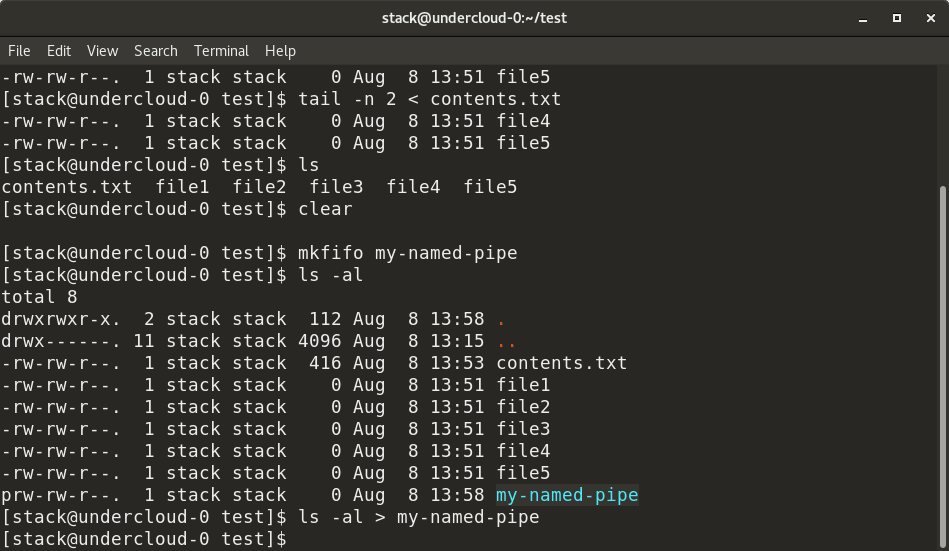 stack@undercloud-0:~/test
File Edit View Search Terminal Help
-rw-rw-r--.  1 stack stack    0 Aug  8 13:51 file5
[stack@undercloud-0 test]$ tail -n 2 < contents.txt
-rw-rw-r--.  1 stack stack    0 Aug  8 13:51 file4
-rw-rw-r--.  1 stack stack    0 Aug  8 13:51 file5
[stack@undercloud-0 test]$ ls
contents.txt  file1  file2  file3  file4  file5
[stack@undercloud-0 test]$ clear
[stack@undercloud-0 test]$ mkfifo my-named-pipe
[stack@undercloud-0 test]$ ls -al
total 8
drwxrwxr-x.  2 stack stack  112 Aug  8 13:58 .
drwx------. 11 stack stack 4096 Aug  8 13:15 ..
-rw-rw-r--.  1 stack stack  416 Aug  8 13:53 contents.txt
-rw-rw-r--.  1 stack stack    0 Aug  8 13:51 file1
-rw-rw-r--.  1 stack stack    0 Aug  8 13:51 file2
-rw-rw-r--.  1 stack stack    0 Aug  8 13:51 file3
-rw-rw-r--.  1 stack stack    0 Aug  8 13:51 file4
-rw-rw-r--.  1 stack stack    0 Aug  8 13:51 file5
prw-rw-r--.  1 stack stack    0 Aug  8 13:58 my-named-pipe
[stack@undercloud-0 test]$ ls -al > my-named-pipe
[stack@undercloud-0 test]$